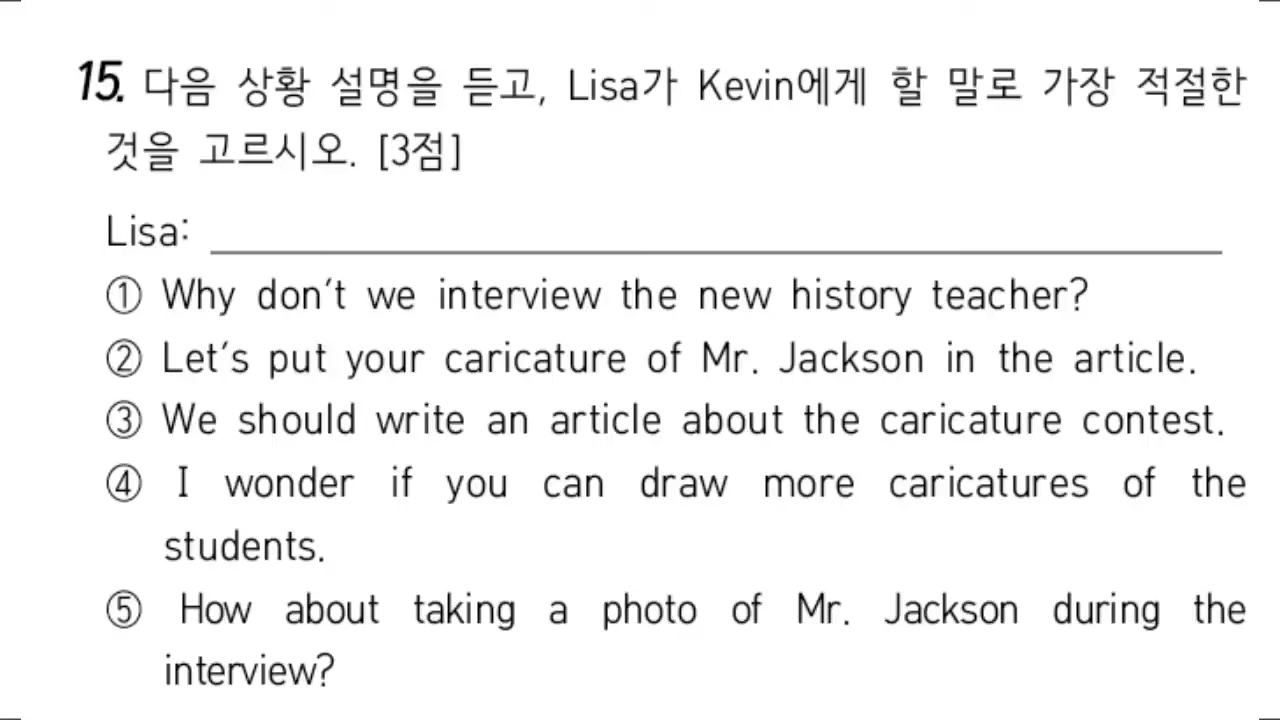 15. 다음 상황 설명을 듣고, Lisa가 Kevin에게 할 말로 가장 적절한
것을 고르시오. [3점]
Lisa:
① Why don't we interview the new history teacher?
② Let's put your caricature of Mr. Jackson in the article.
③ We should write an article about the caricature contest.
④ I wonder if you can draw more caricatures of the
students.
⑤ How about taking a photo of Mr. Jackson during the
interview?